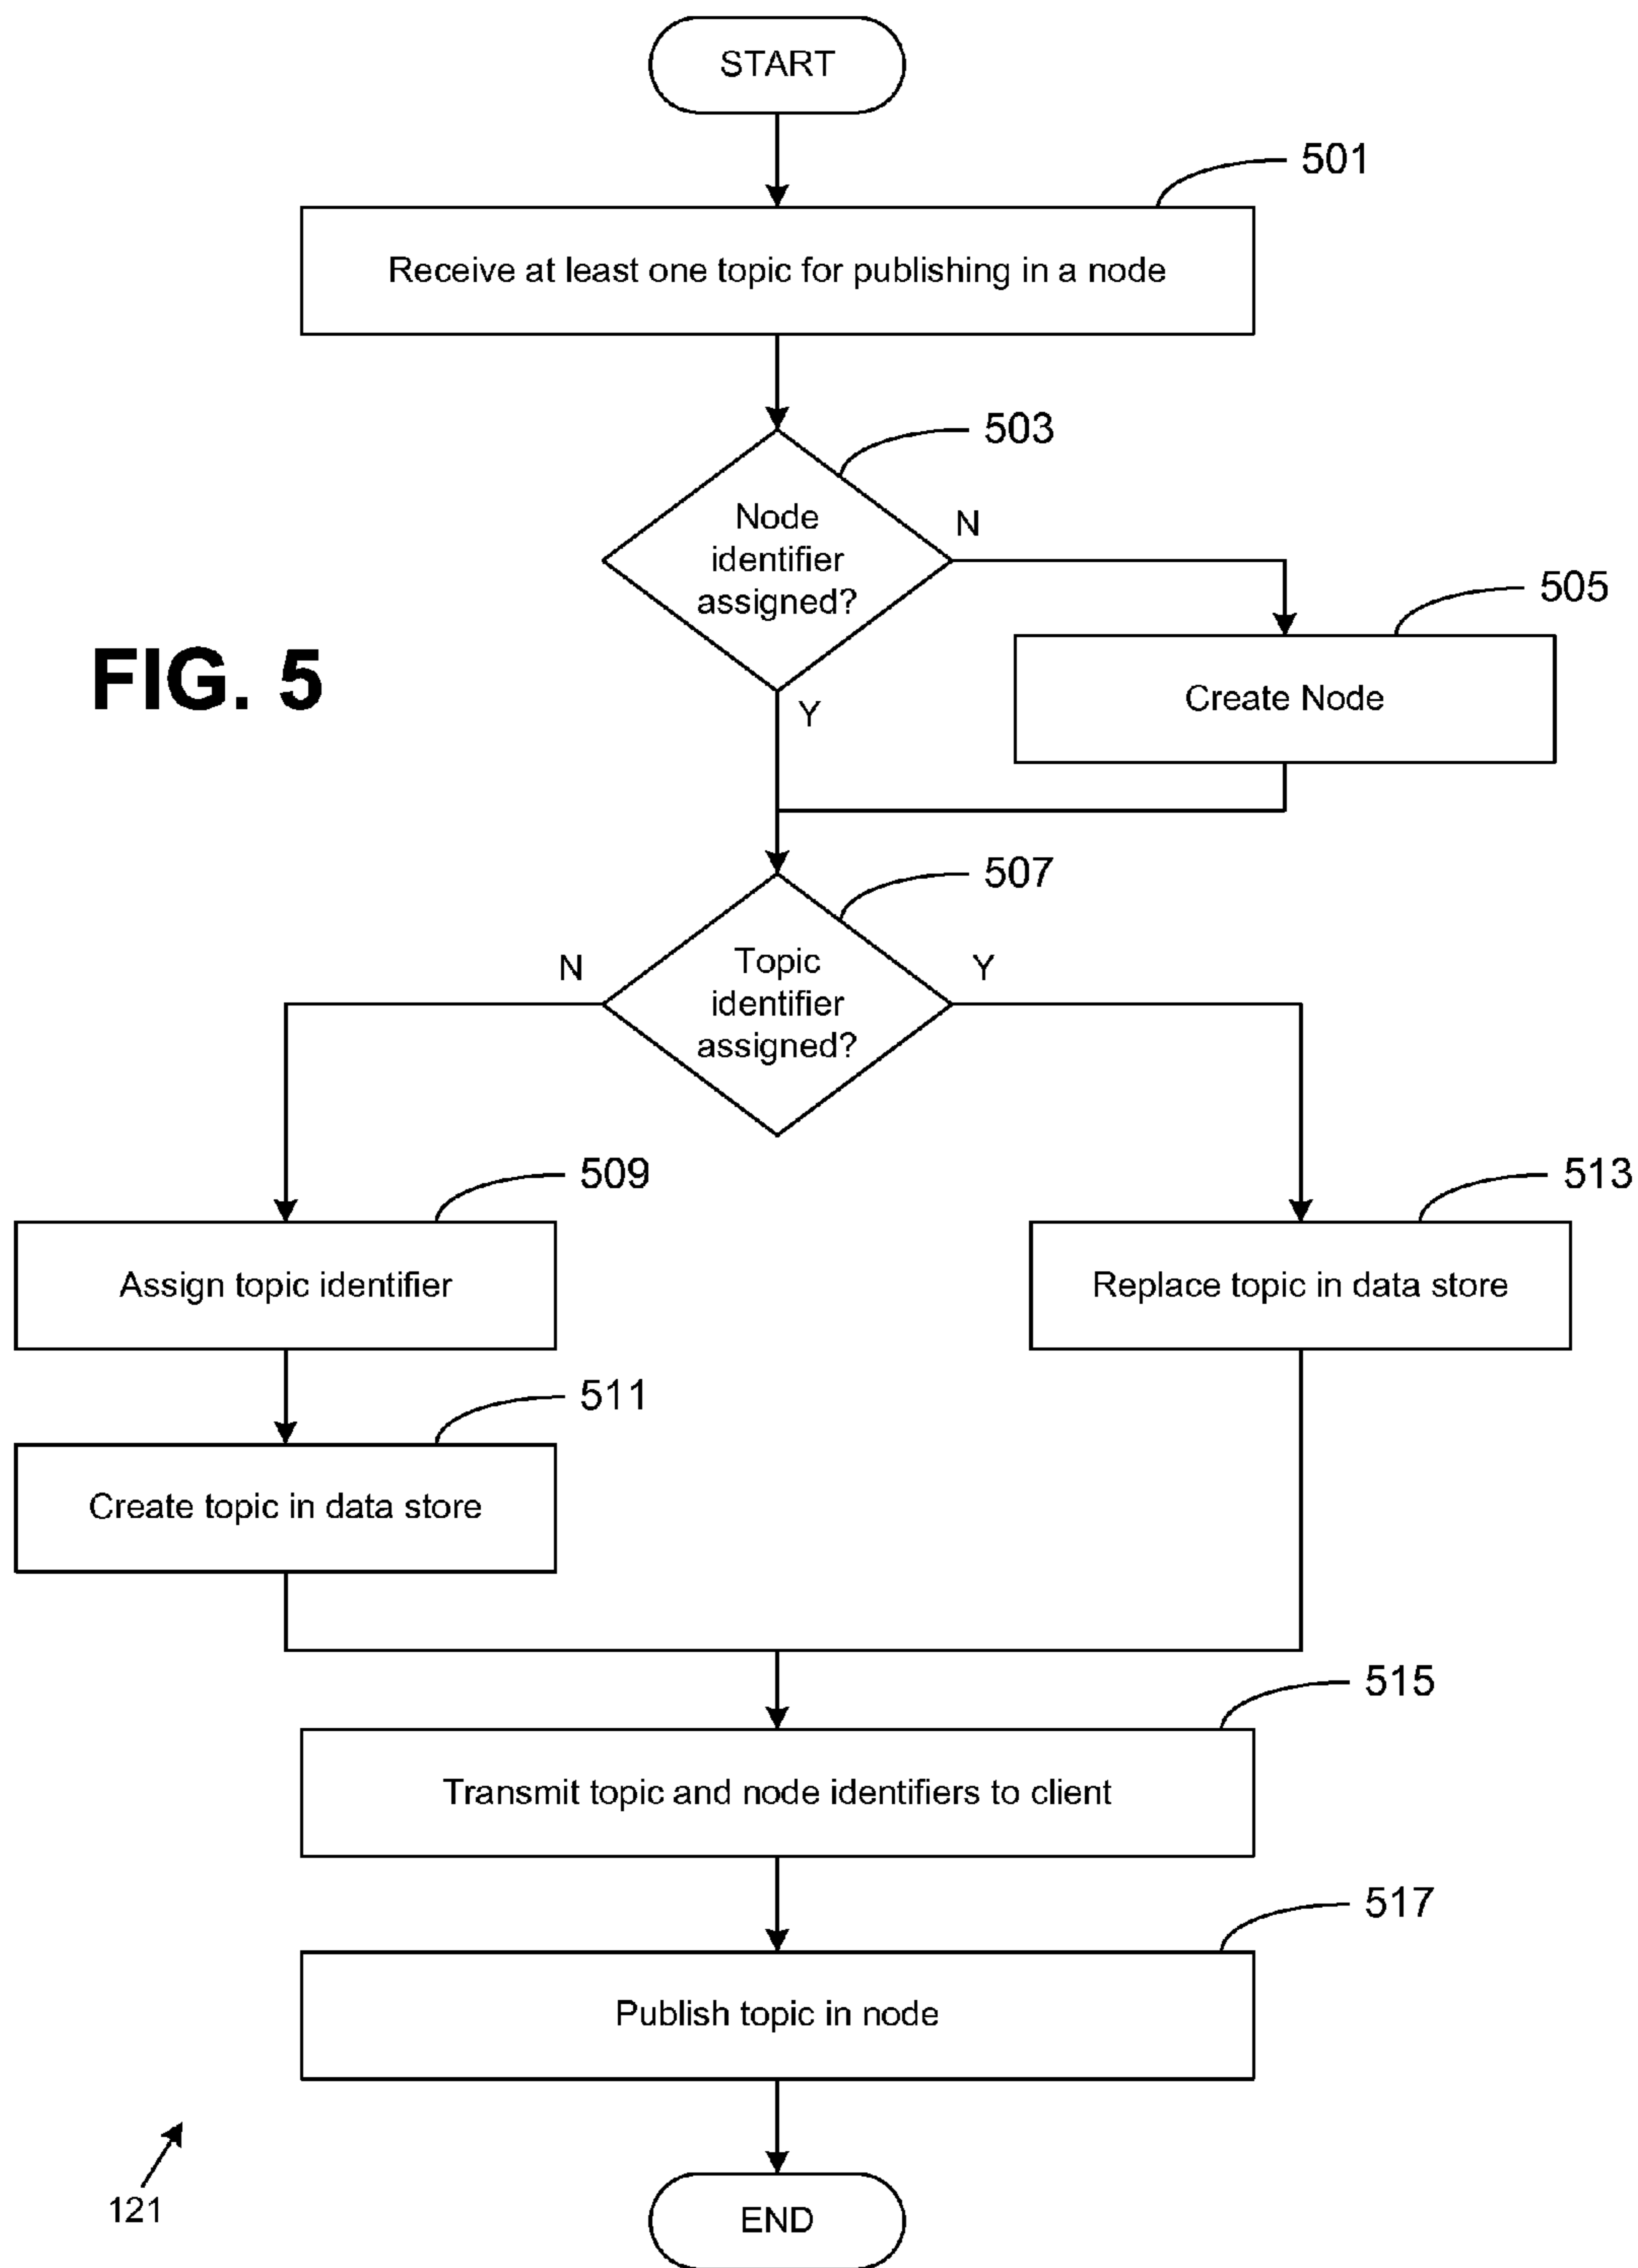 START
501
Receive at least one topic for publishing in a node
503
Node
identifier
assigned?
N
505
FIG. 5
Create Node
Y
507
N
Topic
identifier
assigned?
Y
509
513
Assign topic identifier
Replace topic in data store
511
Create topic in data store
515
Transmit topic and node identifiers to client
517
Publish topic in node
121
END